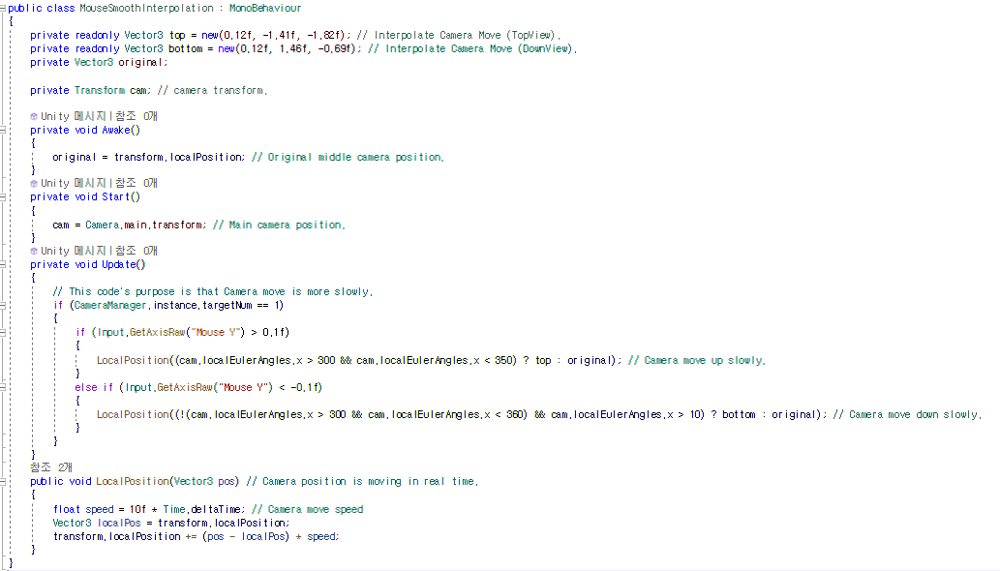 public class MouseSmoothInterpolation : MonoBehaviour
{
private readonly Vector3 top = new(0.12f, -1.41f, -1.82f); // Interpolate Camera Move (TopView).
private readonly Vector3 bottom = new(0.12f, 1.46f, -0.69f); // Interpolate Camera Move (DownView).
private Vector3 original;
private Transform cam; // camera transform.
Unity 메시지 | 참조 0개
private void Awake()
{
original = transform.localPosition; // Original middle camera position.
}
Unity 메시지 | 참조 0개
private void Start()
{
cam = Camera.main.transform; // Main camera position.
}
Unity 메시지 | 참조 0개
private void Update()
{
// This code's purpose is that Camera move is more slowly.
if (CameraManager.instance.targetNum == 1)
{
if (Input.GetAxisRaw("Mouse Y") > 0.1f)
{
LocalPosition((cam.localEulerAngles.x > 300 && cam.localEulerAngles.x < 350) ? top : original); // Camera move up slowly.
}
else if (Input.GetAxisRaw("Mouse Y") < -0.1f)
{
LocalPosition((!(cam.localEulerAngles.x > 300 && cam.localEulerAngles.x < 360) && cam.localEulerAngles.x > 10) ? bottom : original); // Camera move down slowly.
}
}
}
참조 2개
public void LocalPosition(Vector3 pos) // Camera position is moving in real time.
{
float speed = 10f * Time.deltaTime; // Camera move speed
Vector3 localPos = transform.localPosition;
transform.localPosition += (pos - localPos) * speed;
}
}